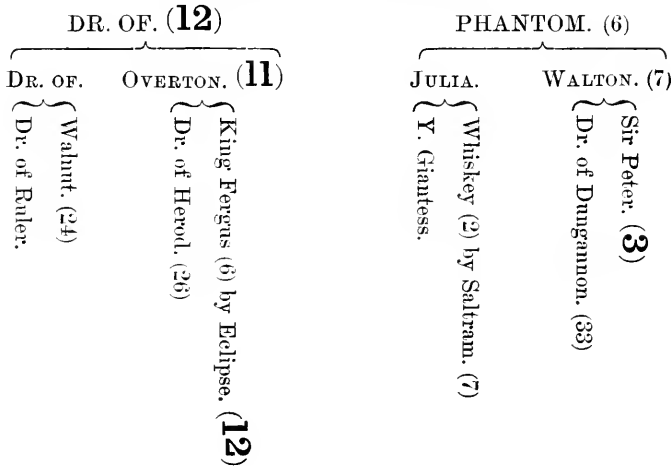 DR. OF. (12)
PHANTOM. (6)
DR. OF.
OVERTON. (11)
JULIA.
WALTON. (7)
Walnut. (24)
Dr. of Ruler.
King Fergus (6) by Eclipse. (12)
Dr. of Herod. (26)
Whiskey (2) by Saltram. (7)
Y. Giantess.
Sir Peter. (3)
Dr. of Dungannon. (33)